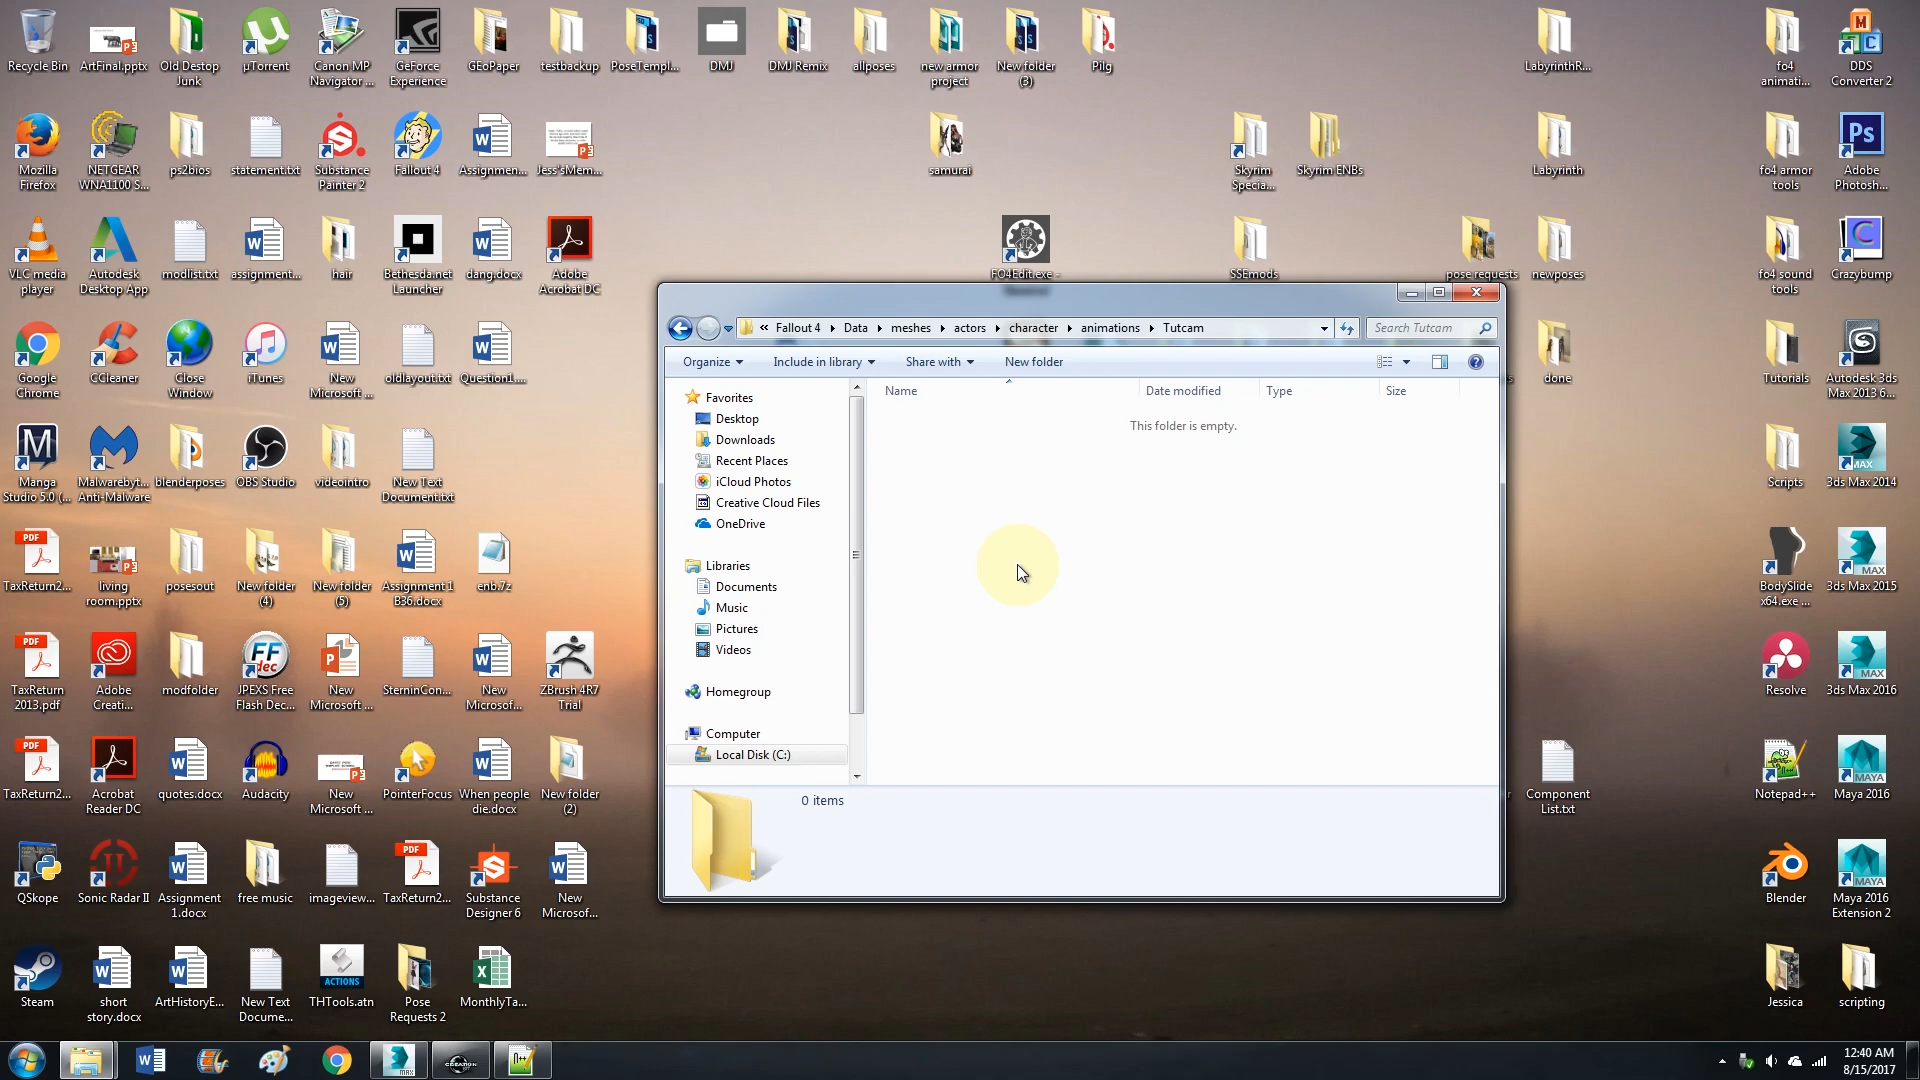 Recycle Bin
ArtFinal.pptx
Old Destop
Junk
µTorrent
Canon MP
Navigator ...
GeForce
Experience
GEoPaper
testbackup
PoseTempl...
DMJ
DMJ Remix
allposes
new armor
project
New folder
(3)
Pilg
LabyrinthR...
fo4
animati...
DDS
Converter 2
Mozilla
Firefox
NETGEAR
WNA1100 S...
ps2bios
statement.txt
Substance
Painter 2
Fallout 4
Assignmen...
Jess'sMem...
samurai
Skyrim
Specia...
Skyrim ENBs
Labyrinth
fo4 armor
tools
Adobe
Photosh...
VLC media
player
Autodesk
Desktop App
modlist.txt
assignment...
hair
Bethesda.net
Launcher
dang.docx
Adobe
Acrobat DC
FO4Edit.exe -
SSEmods
pose requests
newposes
fo4 sound
tools
Crazybump
Google
Chrome
CCleaner
Close
Window
iTunes
New
Microsoft ...
oldlayout.txt
Question1....
done
Tutorials
Autodesk 3ds
Max 2013 6...
Manga
Studio 5.0 (...
Malwarebyt...
Anti-Malware
blenderposes
OBS Studio
videointro
New Text
Document.txt
Scripts
3ds Max 2014
TaxReturn2...
living
room.pptx
posesout
New folder
(4)
New folder
(5)
Assignment 1
B36.docx
enb.7z
BodySlide
x64.exe ...
3ds Max 2015
TaxReturn
2013.pdf
Adobe
Creati...
modfolder
JPEXS Free
Flash Dec...
New
Microsoft ...
SterninCon...
New
Microsof...
ZBrush 4R7
Trial
Resolve
3ds Max 2016
TaxReturn2...
Acrobat
Reader DC
quotes.docx
Audacity
New
Microsoft ...
PointerFocus
When people
die.docx
New folder
(2)
Component
List.txt
Notepad++
Maya 2016
QSkope
Sonic Radar II
Assignment
1.docx
free music
imageview...
TaxReturn2...
Substance
Designer 6
New
Microsof...
Blender
Maya 2016
Extension 2
Steam
short
story.docx
ArtHistoryE...
New Text
Docume...
THTools.atn
Pose
Requests 2
MonthlyTa...
Jessica
scripting
« Fallout 4 Data meshes actors character animations Tutcam
Search Tutcam
Organize Include in library Share with New folder
Name Date modified Type Size
This folder is empty.
Favorites
Desktop
Downloads
Recent Places
iCloud Photos
Creative Cloud Files
OneDrive
Libraries
Documents
Music
Pictures
Videos
Homegroup
Computer
Local Disk (C:)
0 items
12:40 AM
8/15/2017